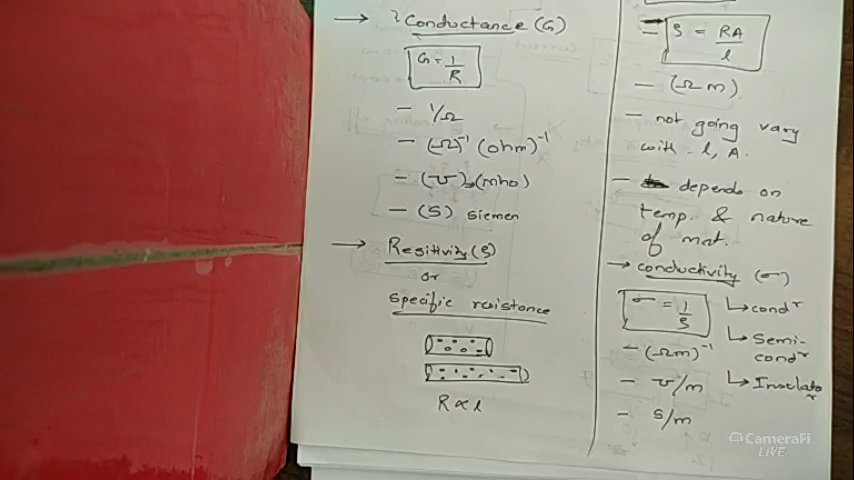 → Conductance (G)
G = 1/R
- 1/Ω
- (Ω)⁻¹ (ohm)⁻¹
- (℧) (mho)
- (S) siemen
→ Resitivity (ρ)
or
specific resistance
R ∝ l
- ρ = RA/l
- (Ω m)
- not going vary
with - l, A.
- depends on
temp. & nature
of mat.
→ conductivity (σ)
σ = 1/ρ
↳ condʳ
↳ Semi-
condʳ
↳ Insulator
- (Ωm)⁻¹
- ℧/m
- S/m
CameraFi
LIVE